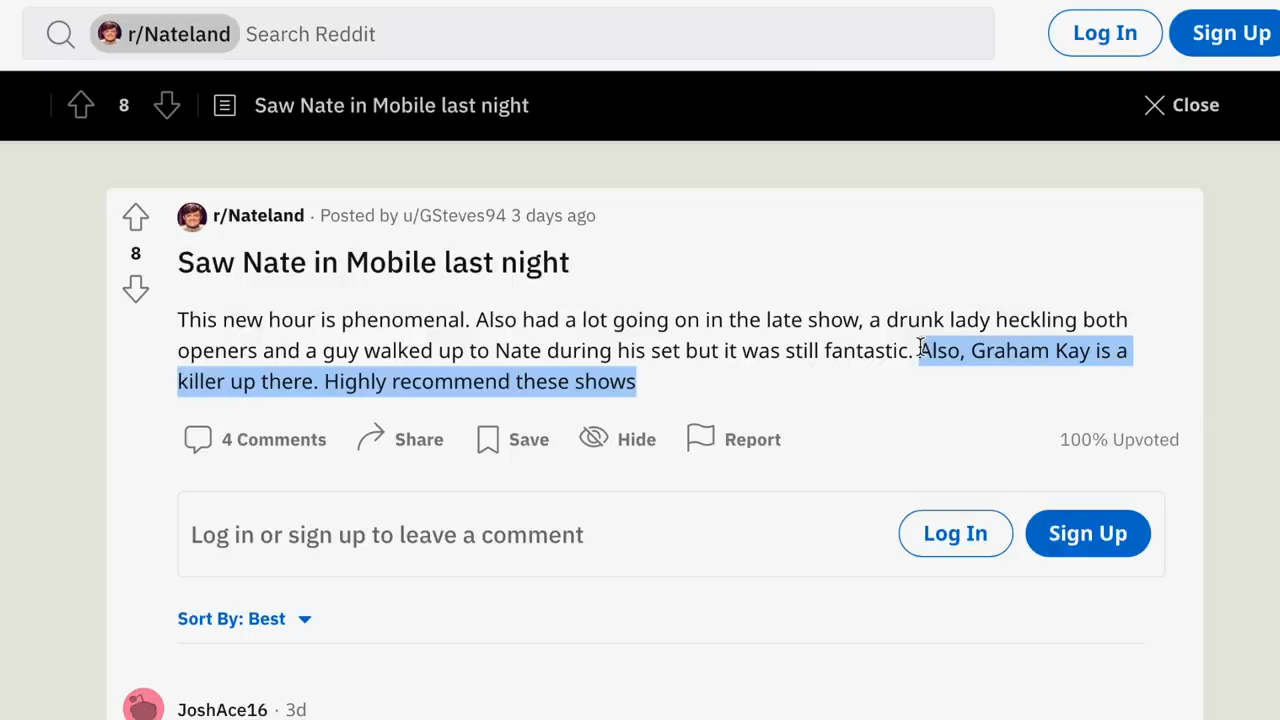 r/Nateland Search Reddit Log In Sign Up
8 Saw Nate in Mobile last night Close
r/Nateland · Posted by u/GSteves94 3 days ago
8
Saw Nate in Mobile last night
This new hour is phenomenal. Also had a lot going on in the late show, a drunk lady heckling both
openers and a guy walked up to Nate during his set but it was still fantastic. Also, Graham Kay is a
killer up there. Highly recommend these shows
4 Comments Share Save Hide Report 100% Upvoted
Log in or sign up to leave a comment Log In Sign Up
Sort By: Best
JoshAce16 · 3d